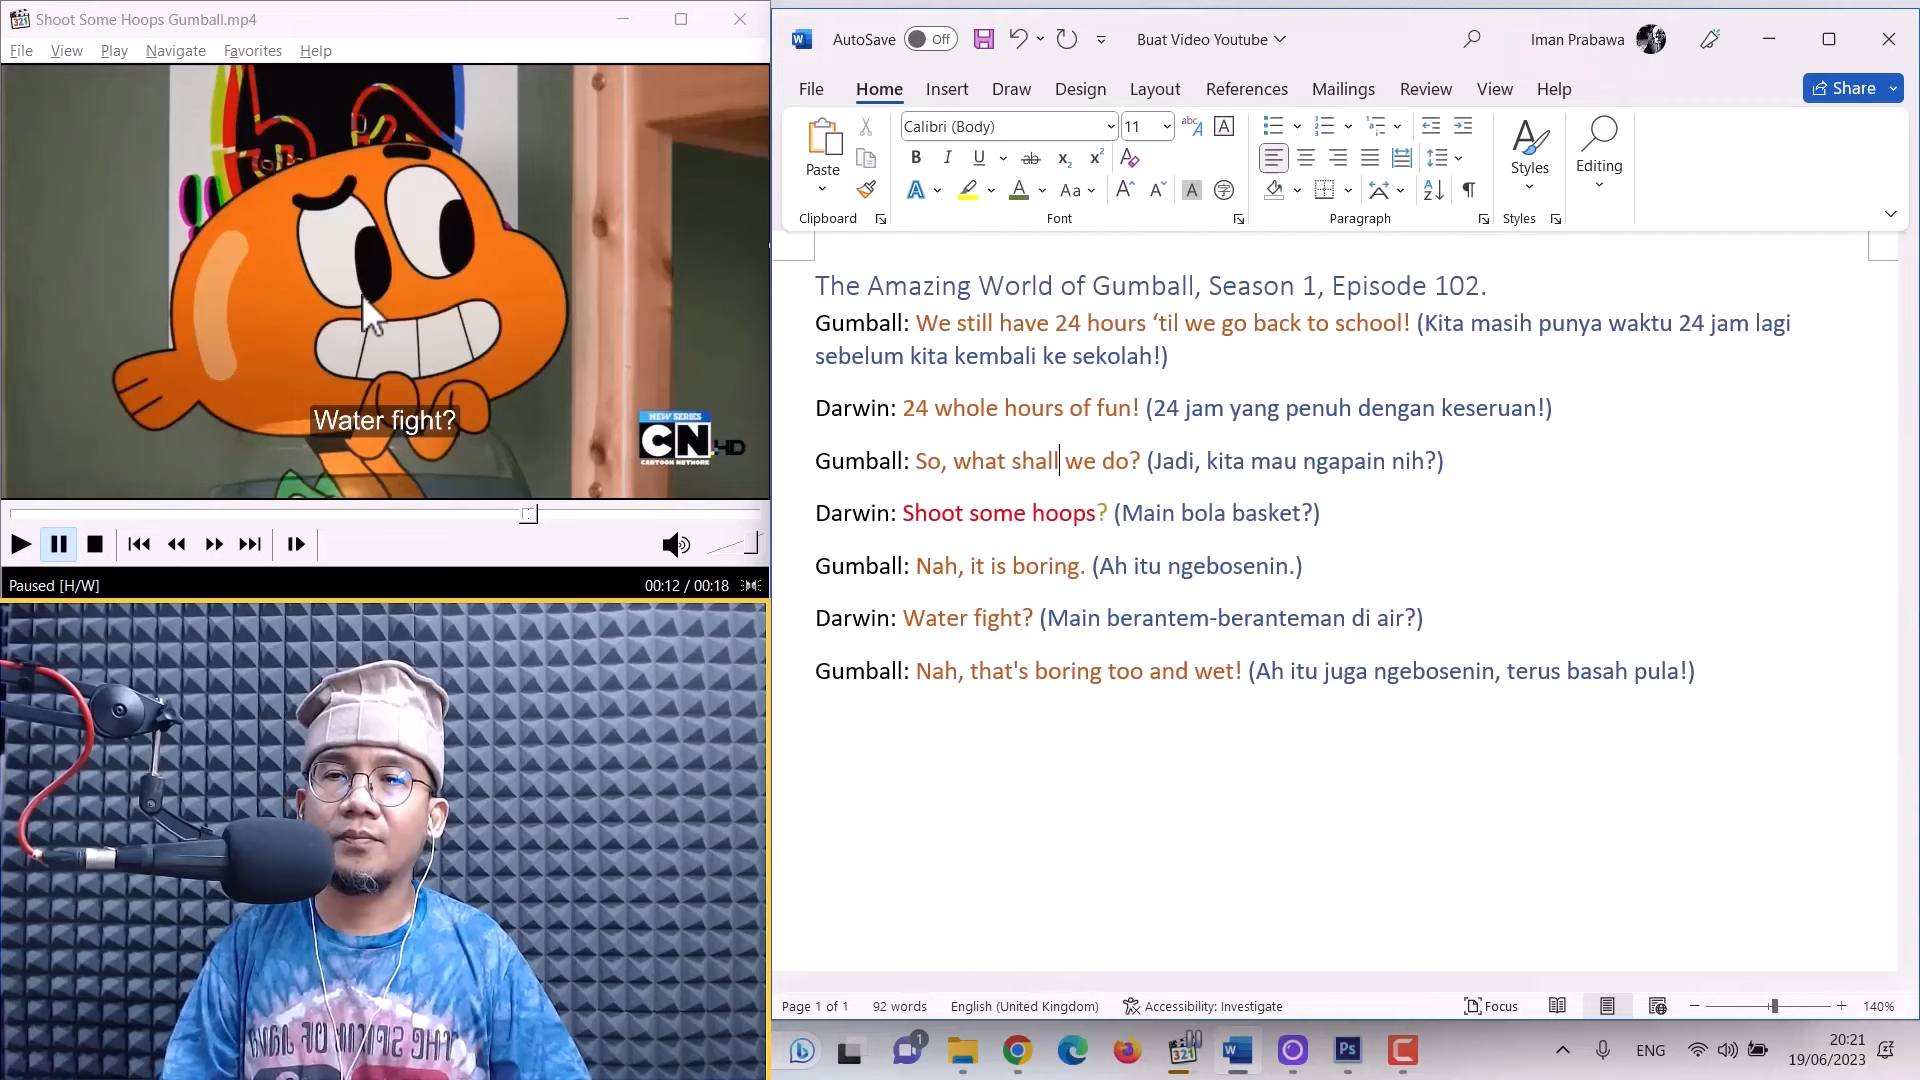 Shoot Some Hoops Gumball.mp4
File View Play Navigate Favorites Help
Water fight?
NEW SERIES
CN HD
CARTOON NETWORK
Paused [H/W]
00:12 / 00:18
AutoSave Off
Buat Video Youtube
Iman Prabawa
File Home Insert Draw Design Layout References Mailings Review View Help
Share
Paste
Calibri (Body) 11
Styles
Editing
Clipboard Font Paragraph Styles
The Amazing World of Gumball, Season 1, Episode 102.
Gumball: We still have 24 hours ‘til we go back to school! (Kita masih punya waktu 24 jam lagi
sebelum kita kembali ke sekolah!)
Darwin: 24 whole hours of fun! (24 jam yang penuh dengan keseruan!)
Gumball: So, what shall we do? (Jadi, kita mau ngapain nih?)
Darwin: Shoot some hoops? (Main bola basket?)
Gumball: Nah, it is boring. (Ah itu ngebosenin.)
Darwin: Water fight? (Main berantem-beranteman di air?)
Gumball: Nah, that's boring too and wet! (Ah itu juga ngebosenin, terus basah pula!)
Page 1 of 1 92 words English (United Kingdom) Accessibility: Investigate
Focus
140%
1
321
Ps
ENG
20:21
19/06/2023